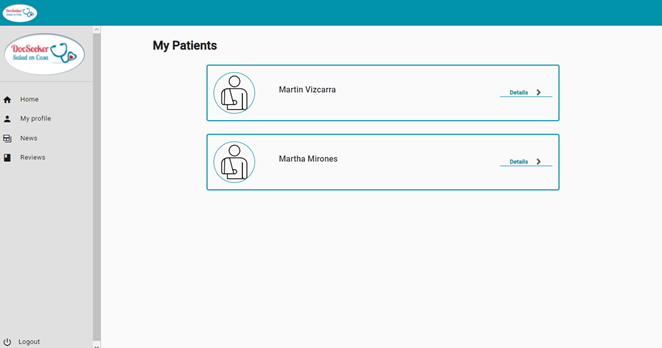 DocSeeker
Salud en Casa
DocSeeker
Salud en Casa
Home
My profile
News
Reviews
Logout
My Patients
Martin Vizcarra
Details
Martha Mirones
Details